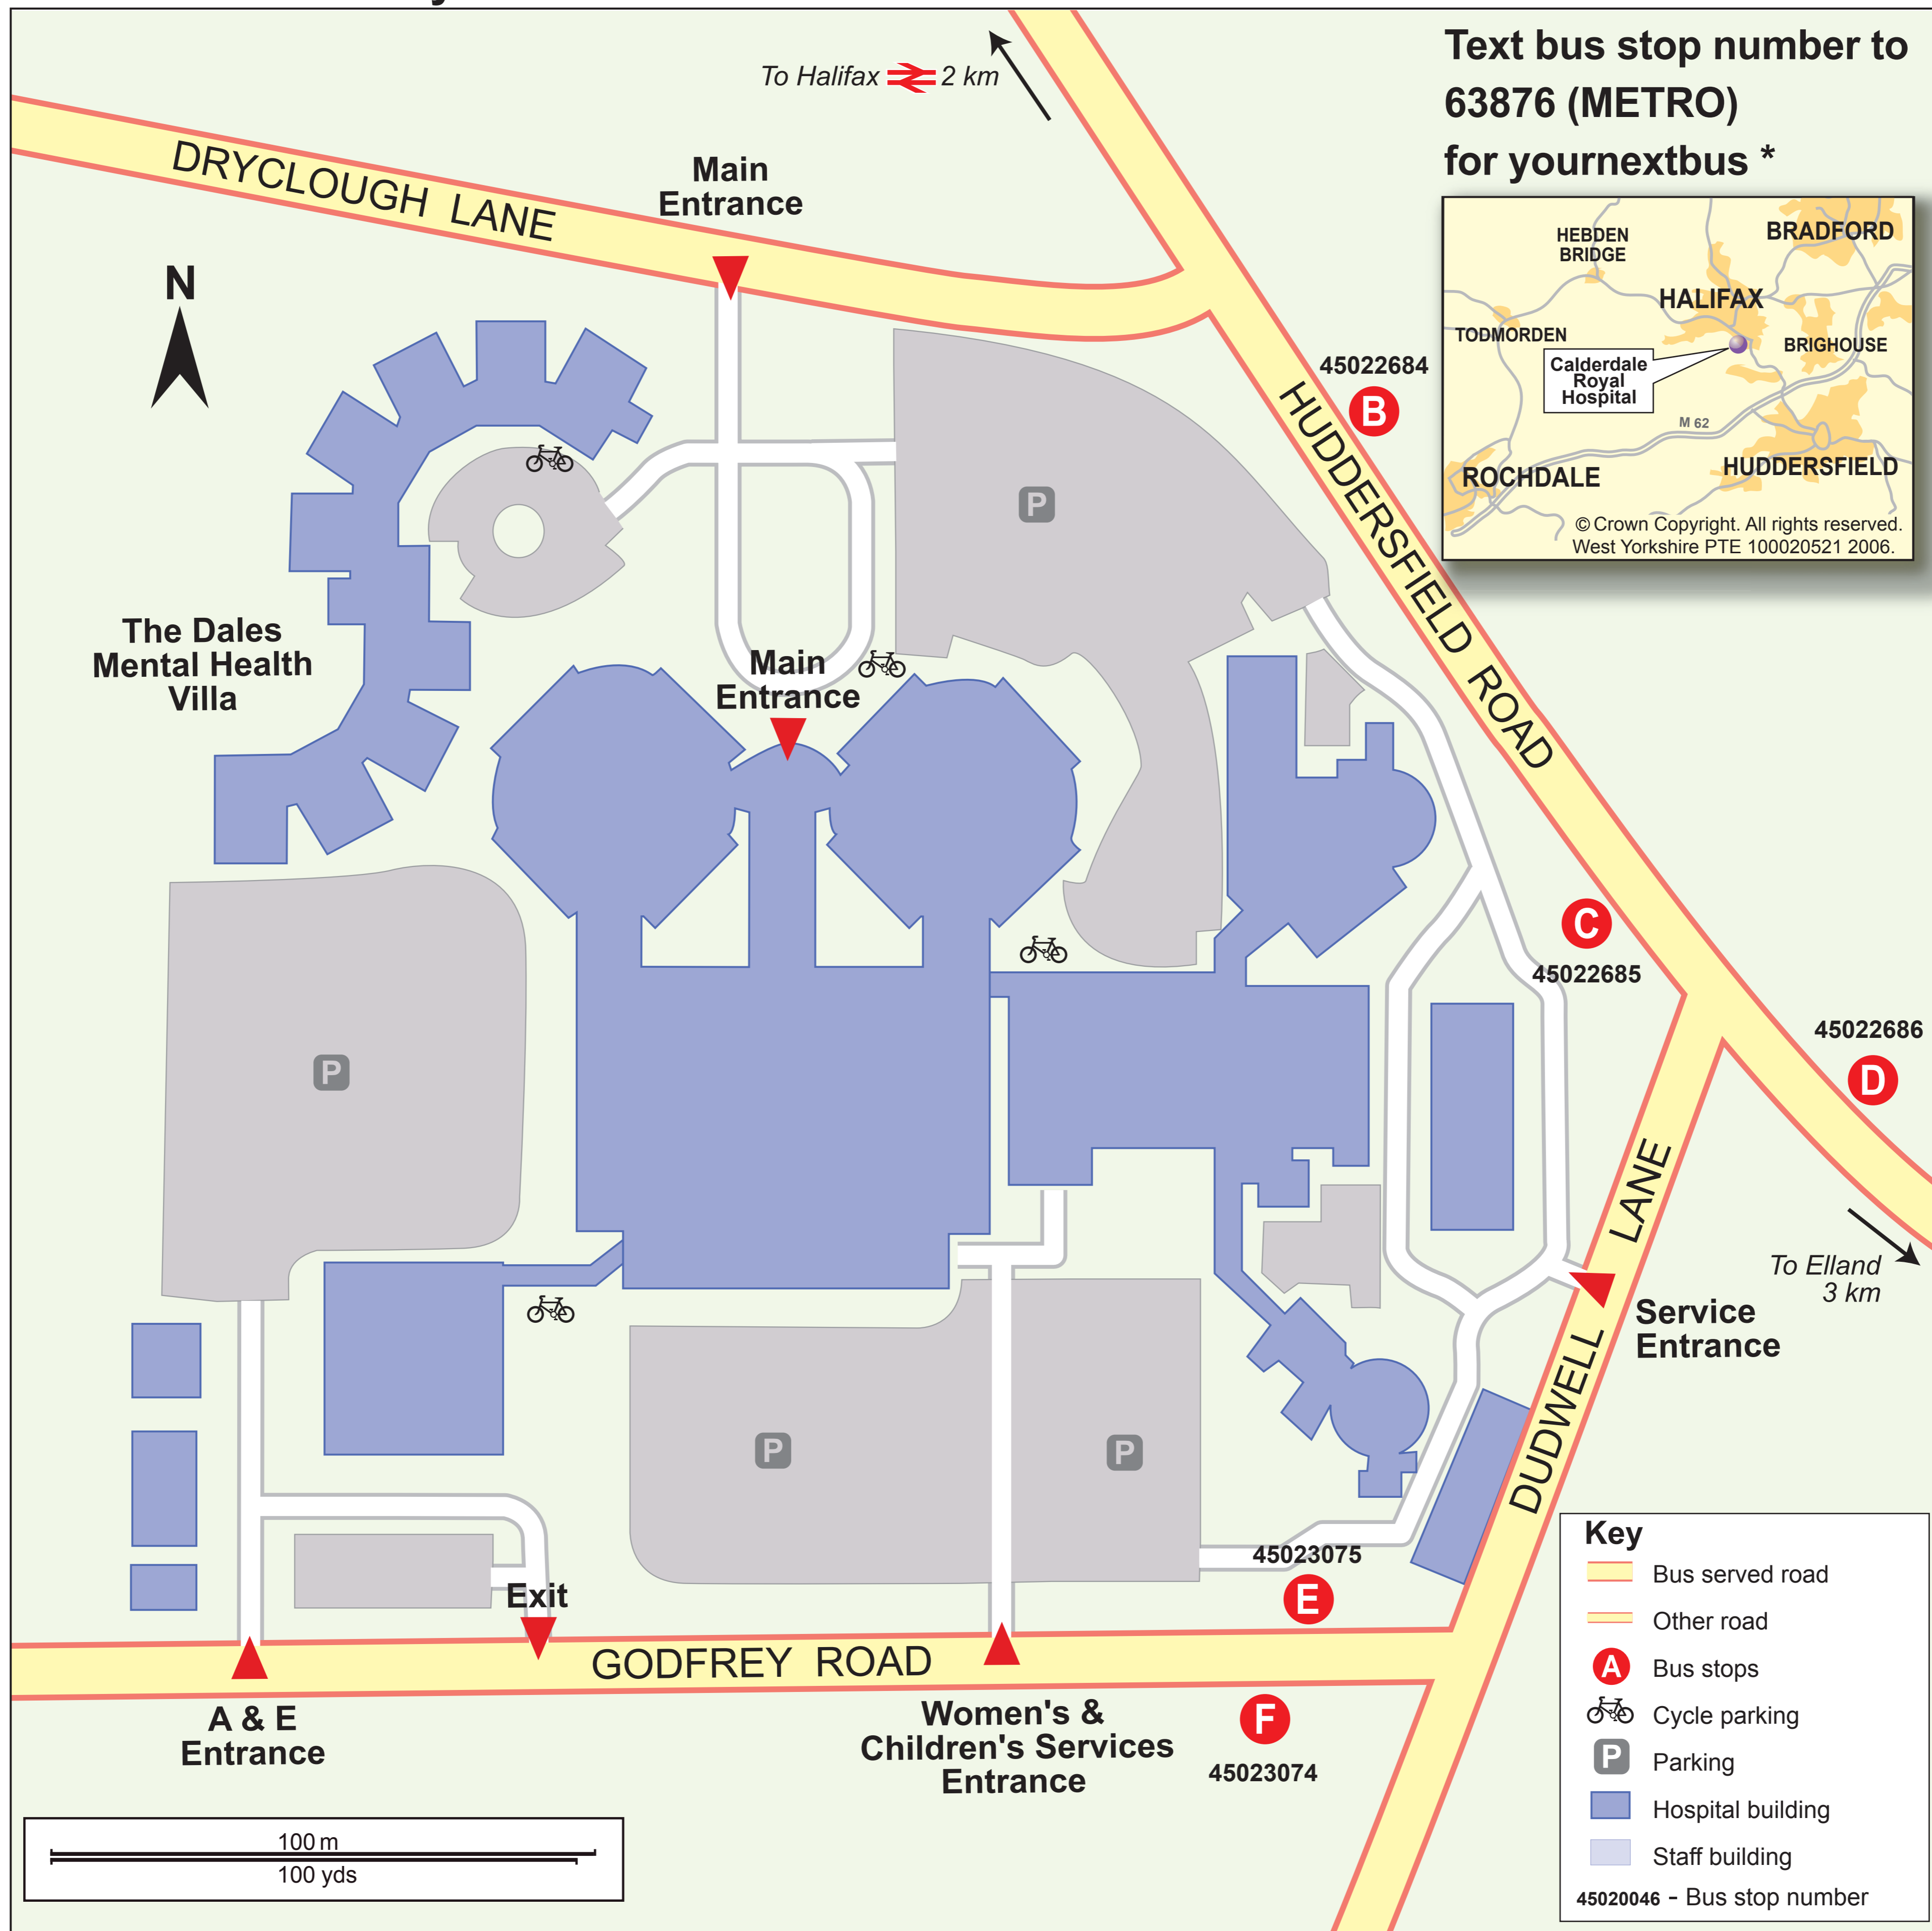 Text bus stop number to
63876 (METRO)
for yournextbus *
To Halifax 2 km
DRYCLOUGH LANE
Main
Entrance
N
HEBDEN
BRIDGE
BRADFORD
HALIFAX
TODMORDEN
BRIGHOUSE
Calderdale
Royal
Hospital
M 62
ROCHDALE
HUDDERSFIELD
© Crown Copyright. All rights reserved.
West Yorkshire PTE 100020521 2006.
45022684
B
HUDDERSFIELD ROAD
P
The Dales
Mental Health
Villa
Main
Entrance
C
45022685
45022686
D
P
DUDWELL LANE
To Elland
3 km
Service
Entrance
P
P
45023075
E
Exit
GODFREY ROAD
A & E
Entrance
Women's &
Children's Services
Entrance
F
45023074
100 m
100 yds
Key
Bus served road
Other road
A Bus stops
Cycle parking
P Parking
Hospital building
Staff building
45020046 - Bus stop number